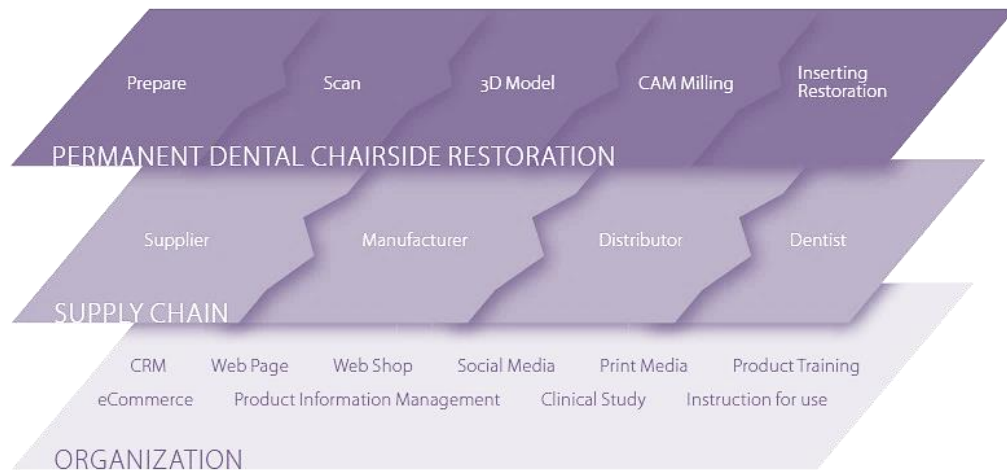 Prepare
Scan
3D Model
CAM Milling
Inserting
Restoration
PERMANENT DENTAL CHAIRSIDE RESTORATION
Supplier
Manufacturer
Distributor
Dentist
SUPPLY CHAIN
CRM Web Page Web Shop Social Media Print Media Product Training
eCommerce Product Information Management Clinical Study Instruction for use
ORGANIZATION